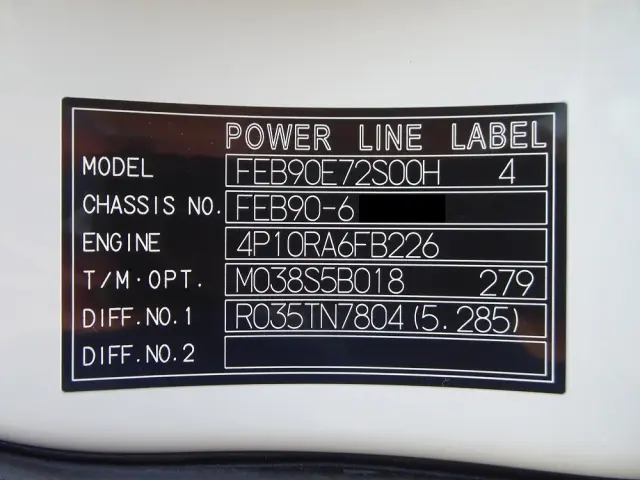 POWER LINE LABEL
MODEL FEB90E72S00H 4
CHASSIS NO. FEB90-6
ENGINE 4P10RA6FB226
T/M·OPT. M038S5B018 279
DIFF.NO.1 R035TN7804(5.285)
DIFF.NO.2